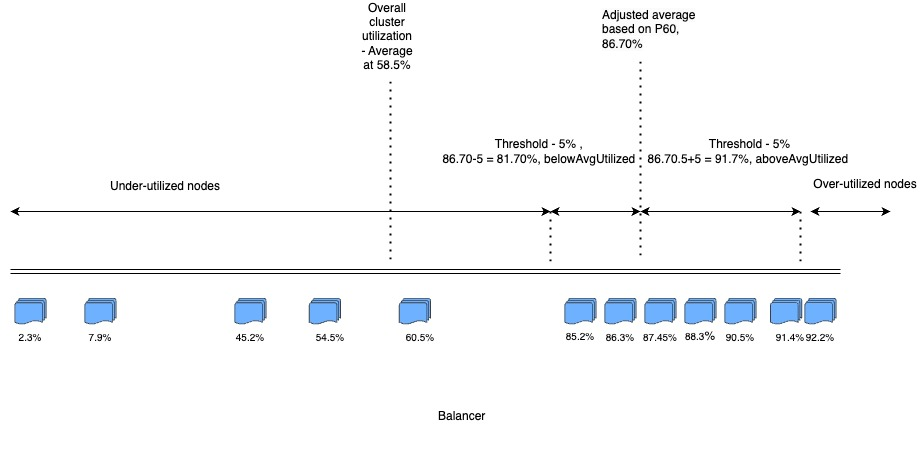 Overall
cluster
utilization
- Average
at 58.5%
Adjusted average
based on P60,
86.70%
Threshold - 5% ,
86.70-5 = 81.70%, belowAvgUtilized
Threshold - 5%
86.70.5+5 = 91.7%, aboveAvgUtilized
Under-utilized nodes
Over-utilized nodes
2.3%
7.9%
45.2%
54.5%
60.5%
85.2%
86.3%
87.45%
88.3%
90.5%
91.4%
92.2%
Balancer